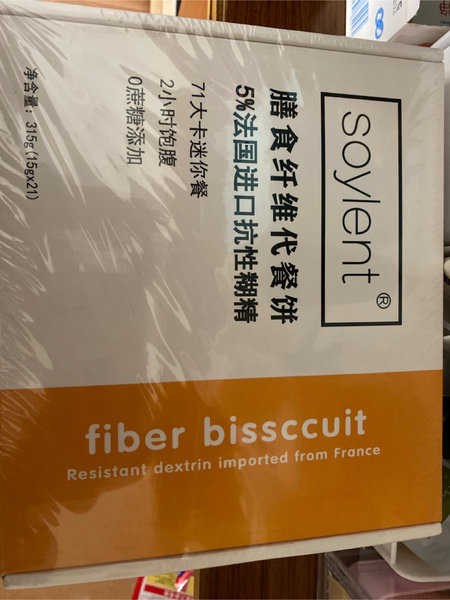 soylent®
膳食纤维代餐饼
5%法国进口抗性糊精
71大卡迷你餐
2小时饱腹
0蔗糖添加
净含量：315g(15gx21)
fiber bissccuit
Resistant dextrin imported from France